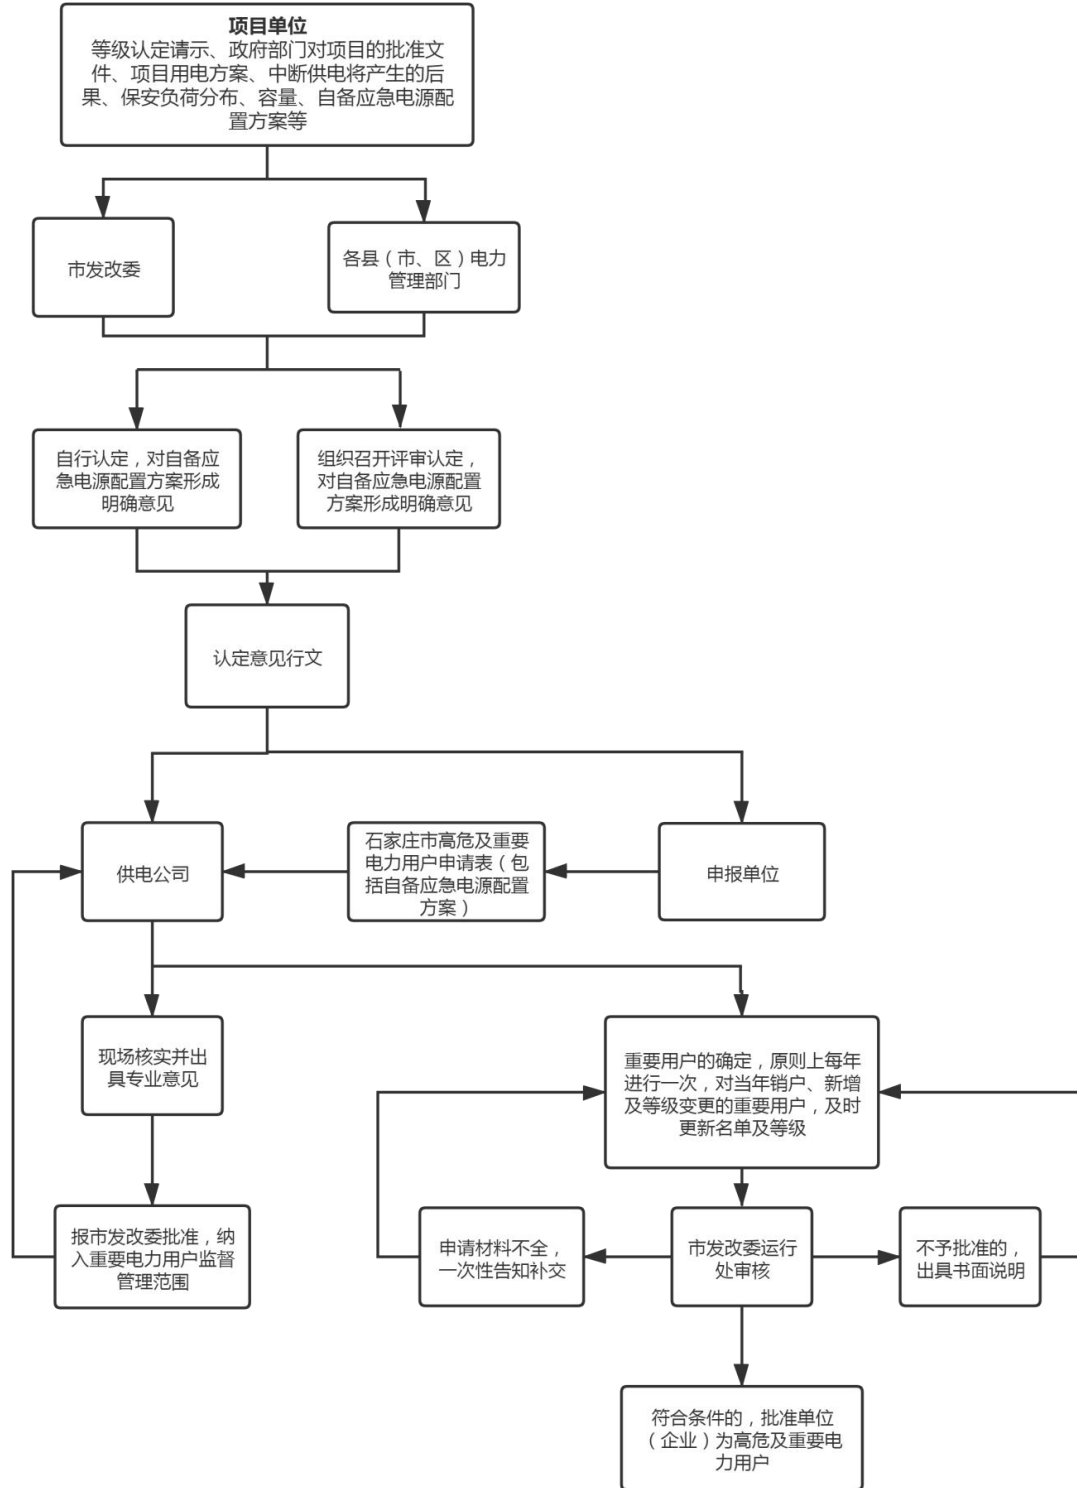 项目单位
等级认定请示、政府部门对项目的批准文
件、项目用电方案、中断供电将产生的后
果、保安负荷分布、容量、自备应急电源配
置方案等
市发改委
各县（市、区）电力
管理部门
自行认定，对自备应
急电源配置方案形成
明确意见
组织召开评审认定，
对自备应急电源配置
方案形成明确意见
认定意见行文
供电公司
石家庄市高危及重要
电力用户申请表（包
括自备应急电源配置
方案）
申报单位
现场核实并出
具专业意见
重要用户的确定，原则上每年
进行一次，对当年销户、新增
及等级变更的重要用户，及时
更新名单及等级
报市发改委批准，纳
入重要电力用户监督
管理范围
申请材料不全，
一次性告知补交
市发改委运行
处审核
不予批准的，
出具书面说明
符合条件的，批准单位
（企业）为高危及重要电
力用户